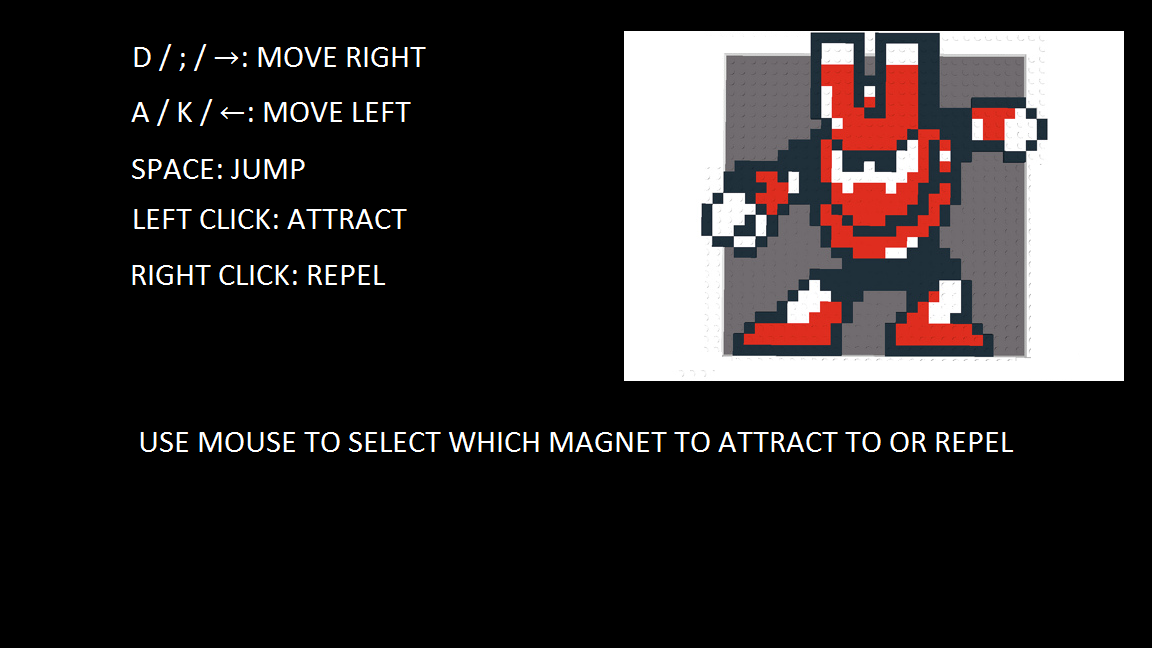 D / ; / →: MOVE RIGHT
A / K / ←: MOVE LEFT
SPACE: JUMP
LEFT CLICK: ATTRACT
RIGHT CLICK: REPEL
USE MOUSE TO SELECT WHICH MAGNET TO ATTRACT TO OR REPEL